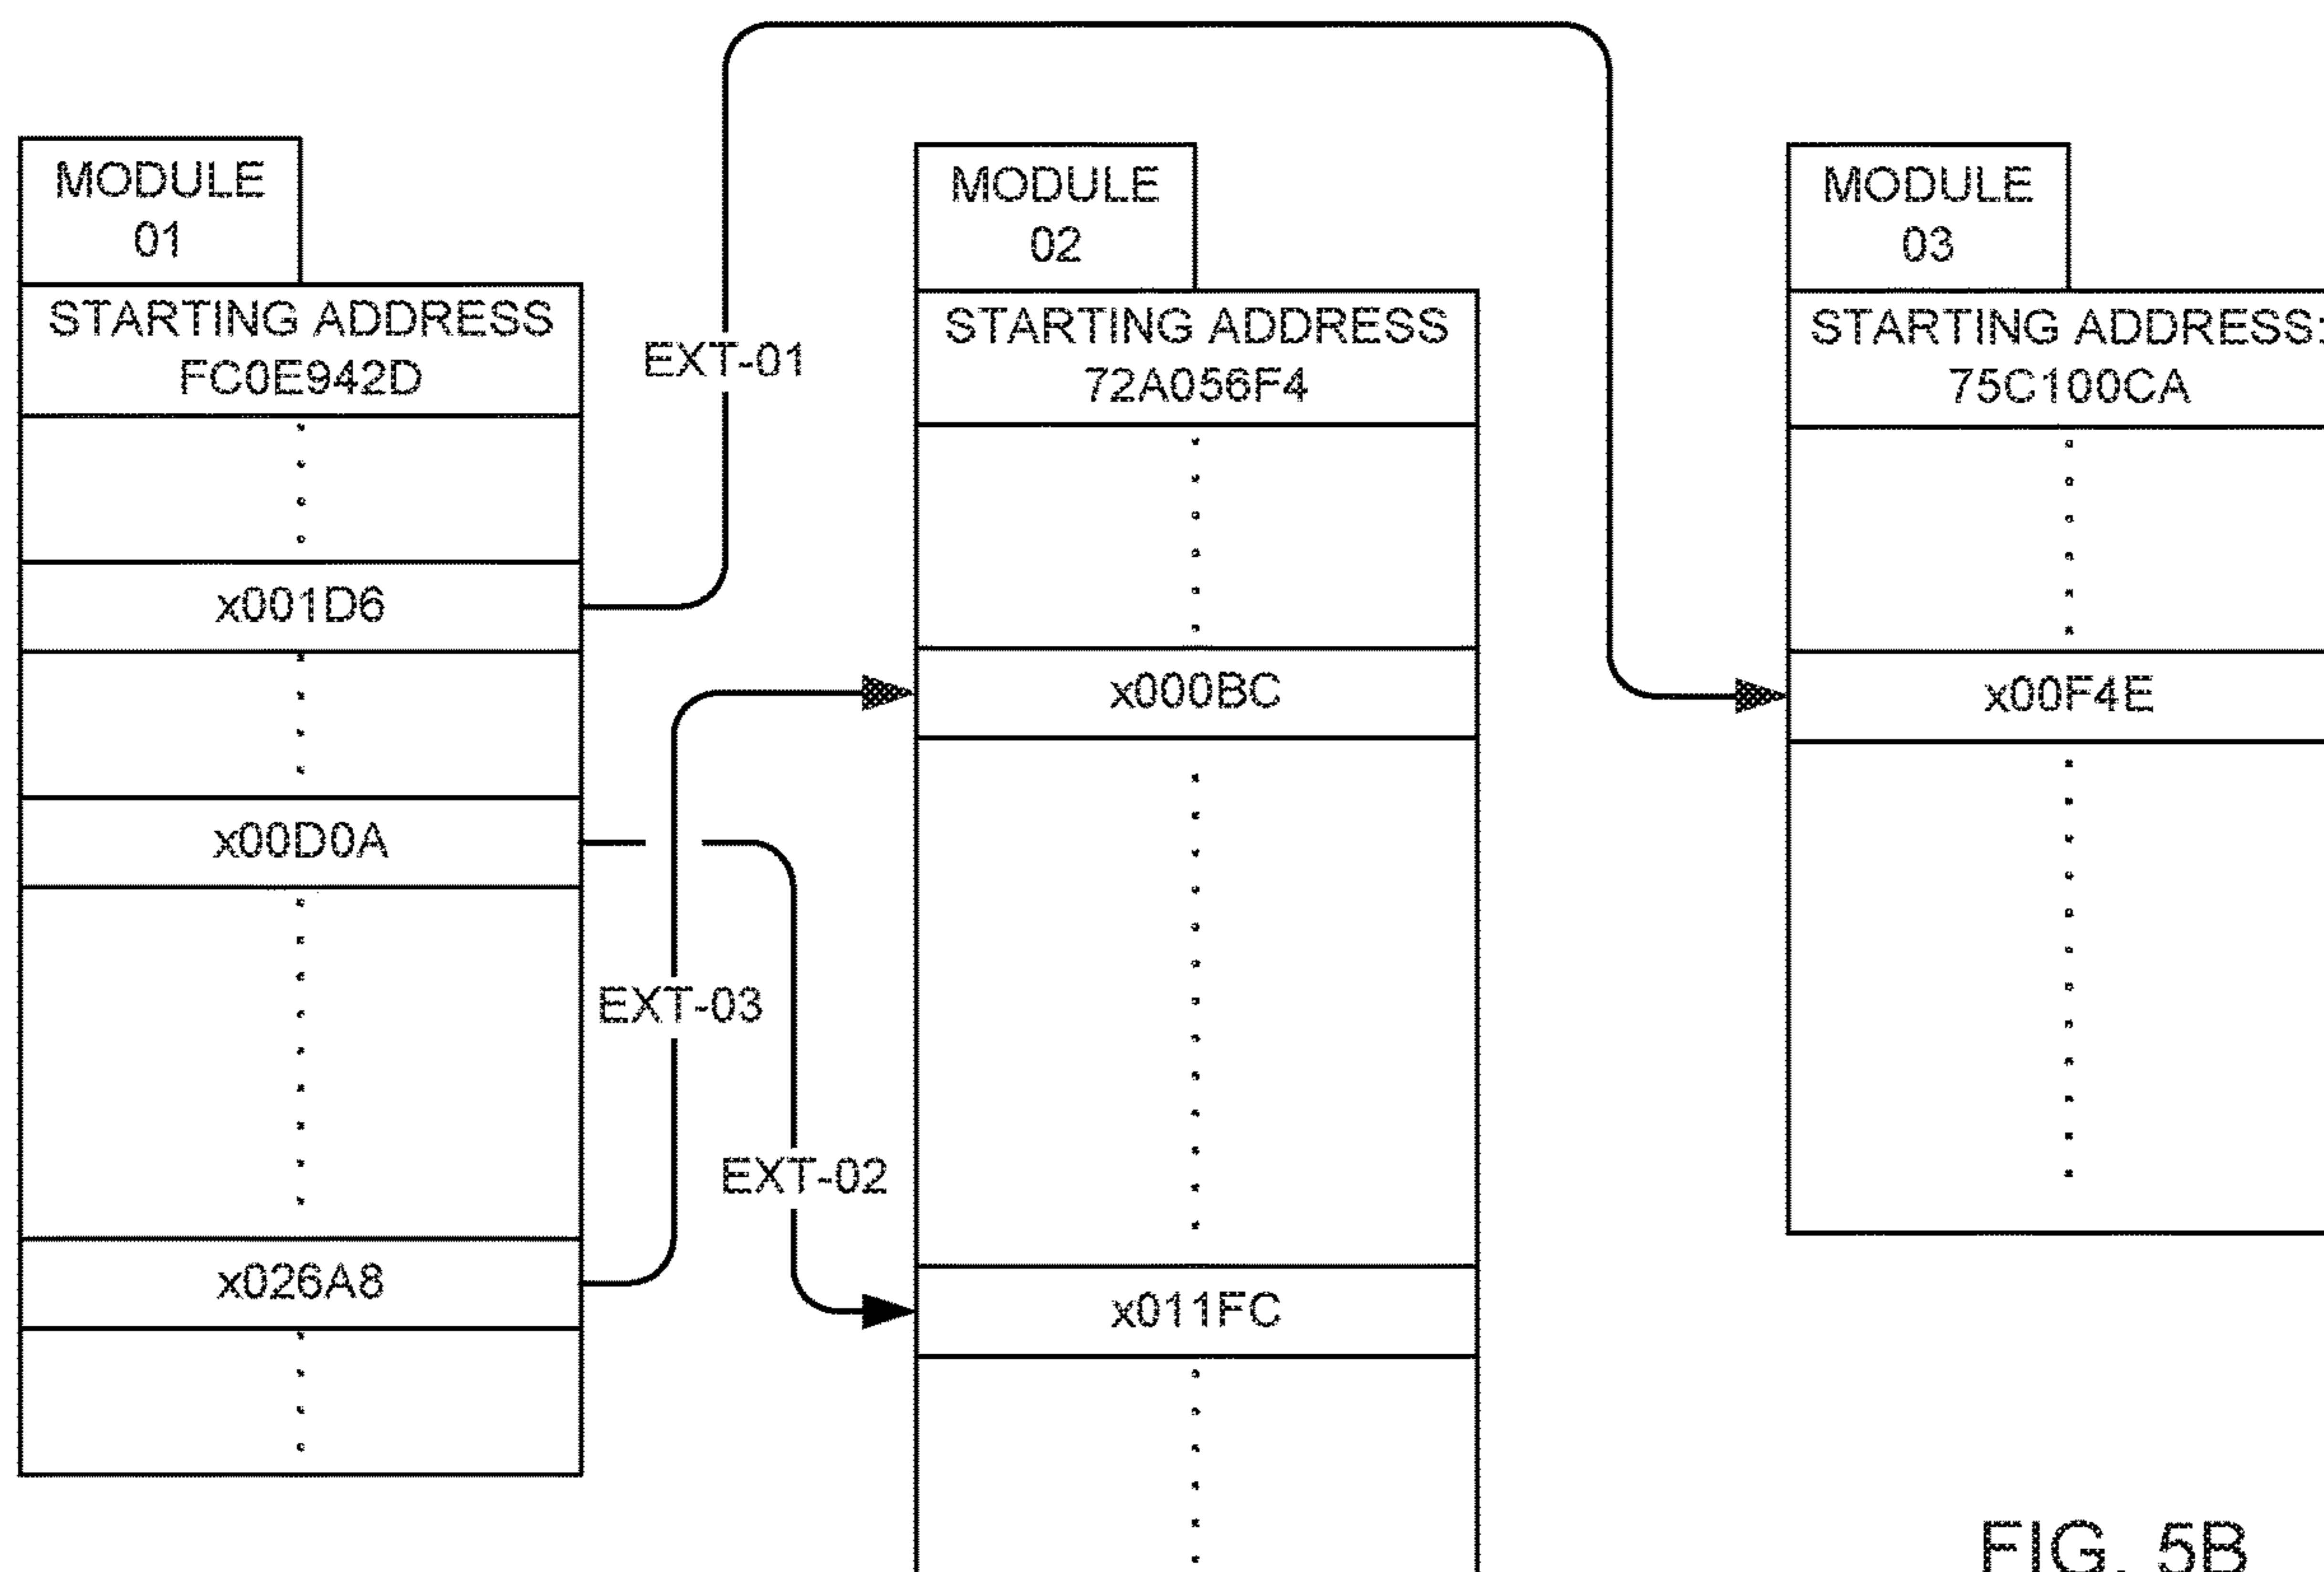 MODULE
01
STARTING ADDRESS
FC0E942D
x001D6
x00D0A
x026A8
EXT-01
EXT-03
EXT-02
MODULE
02
STARTING ADDRESS
72A056F4
x000BC
x011FC
MODULE
03
STARTING ADDRESS:
75C100CA
x00F4E
FIG. 5B